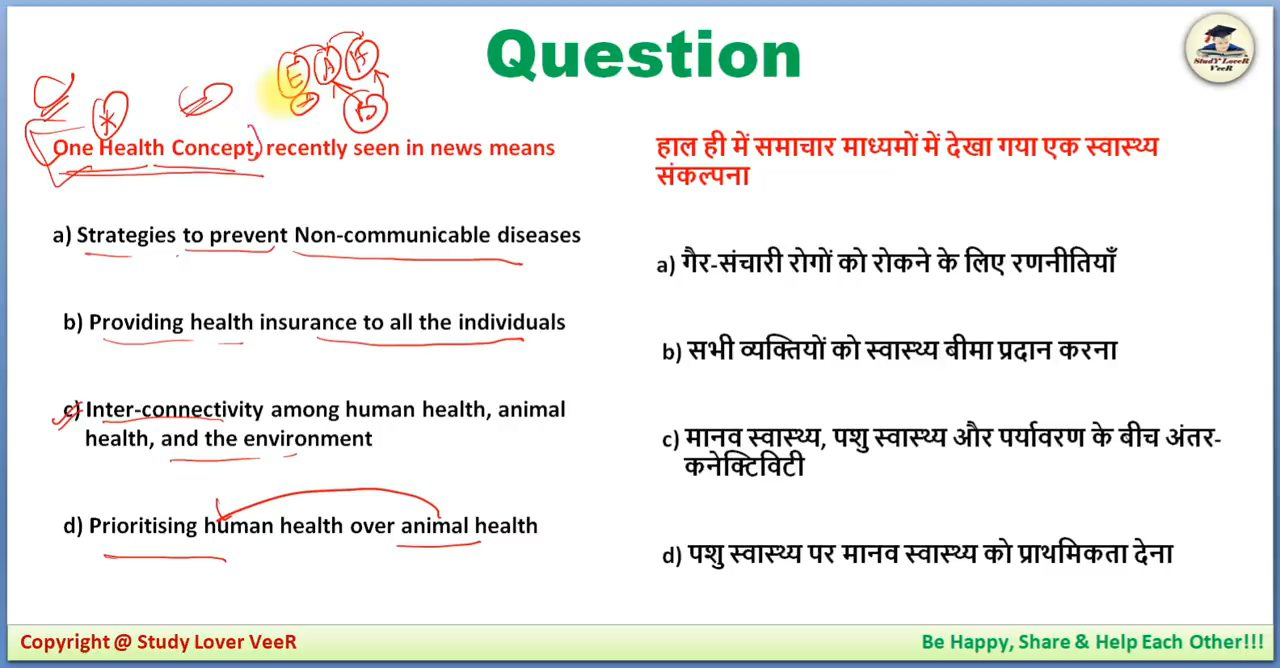 Question
StudY LoveR
VeeR
E A H
One Health Concept, recently seen in news means
a) Strategies to prevent Non-communicable diseases
b) Providing health insurance to all the individuals
c) Inter-connectivity among human health, animal
health, and the environment
d) Prioritising human health over animal health
हाल ही में समाचार माध्यमों में देखा गया एक स्वास्थ्य
संकल्पना
a) गैर-संचारी रोगों को रोकने के लिए रणनीतियाँ
b) सभी व्यक्तियों को स्वास्थ्य बीमा प्रदान करना
c) मानव स्वास्थ्य, पशु स्वास्थ्य और पर्यावरण के बीच अंतर-
कनेक्टिविटी
d) पशु स्वास्थ्य पर मानव स्वास्थ्य को प्राथमिकता देना
Copyright @ Study Lover VeeR
Be Happy, Share & Help Each Other!!!